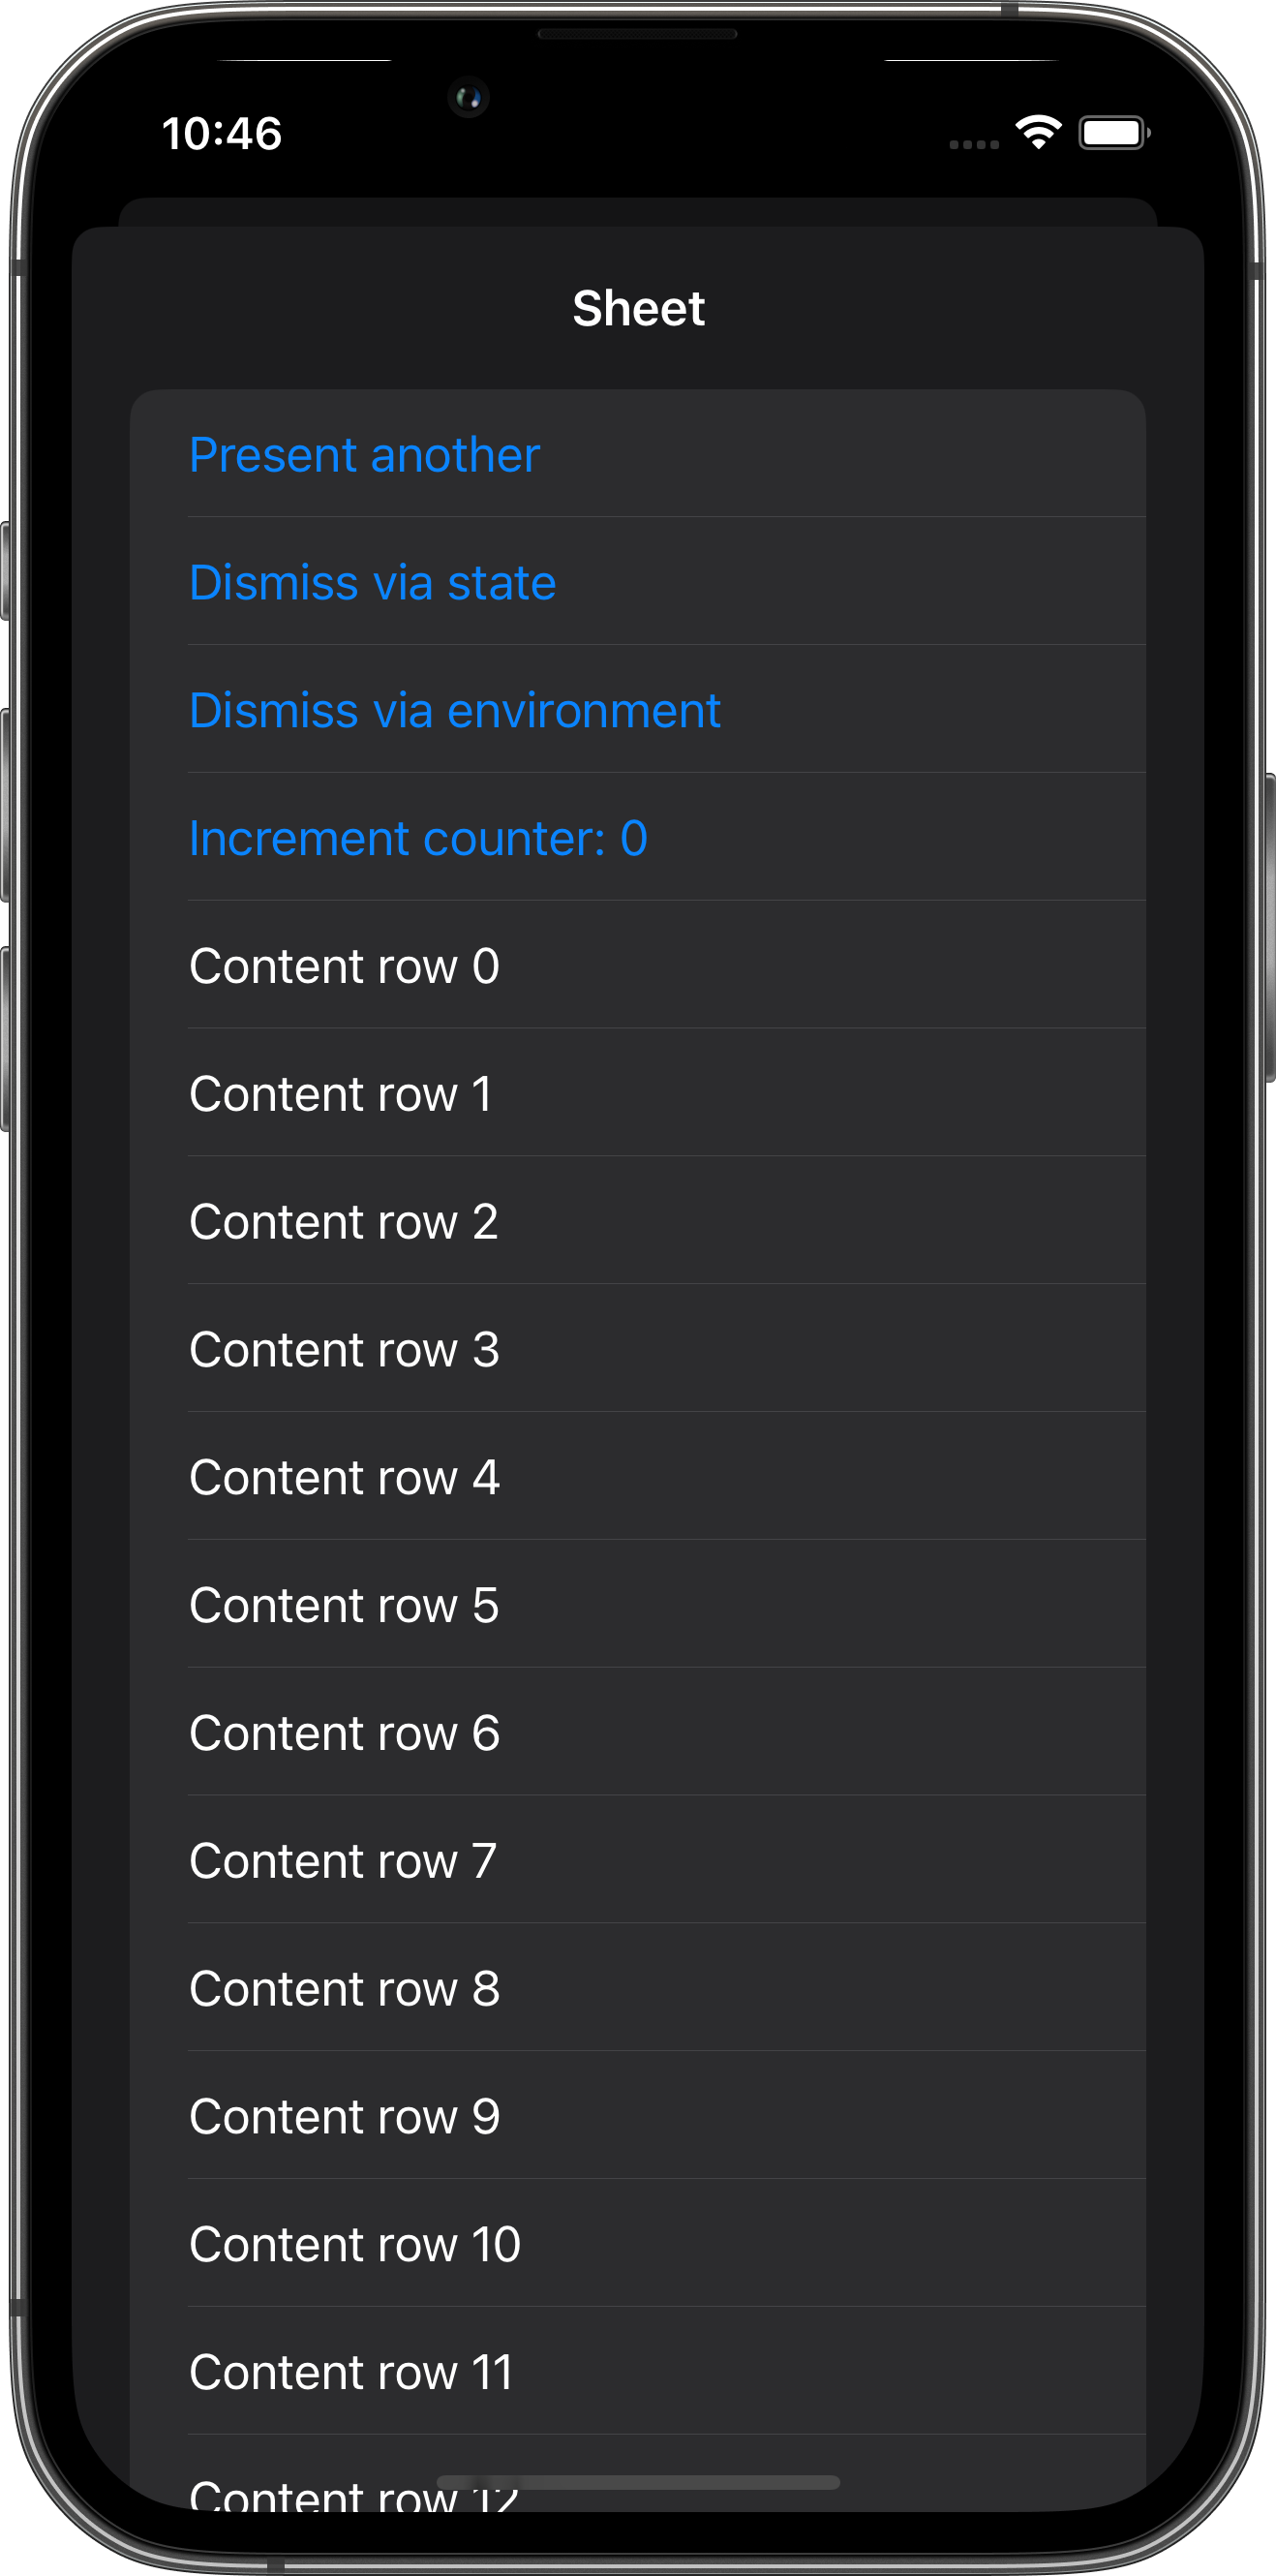 10:46
Sheet
Present another
Dismiss via state
Dismiss via environment
Increment counter: 0
Content row 0
Content row 1
Content row 2
Content row 3
Content row 4
Content row 5
Content row 6
Content row 7
Content row 8
Content row 9
Content row 10
Content row 11
Content row 12